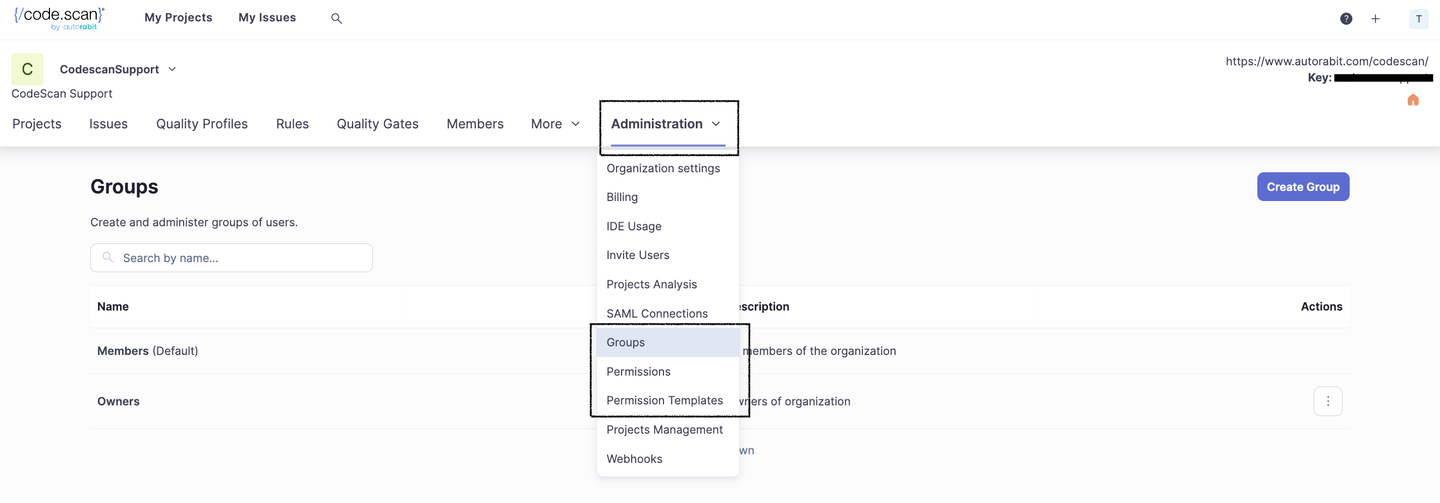 {/code.scan}*
by autorabit
My Projects My Issues
? T
C CodescanSupport
https://www.autorabit.com/codescan/
Key:
CodeScan Support
Projects Issues Quality Profiles Rules Quality Gates Members More Administration
Organization settings
Billing
IDE Usage
Invite Users
Projects Analysis
SAML Connections
Groups
Permissions
Permission Templates
Projects Management
Webhooks
Groups
Create Group
Create and administer groups of users.
Search by name...
Name escription Actions
Members (Default) members of the organization
Owners wners of organization
wn